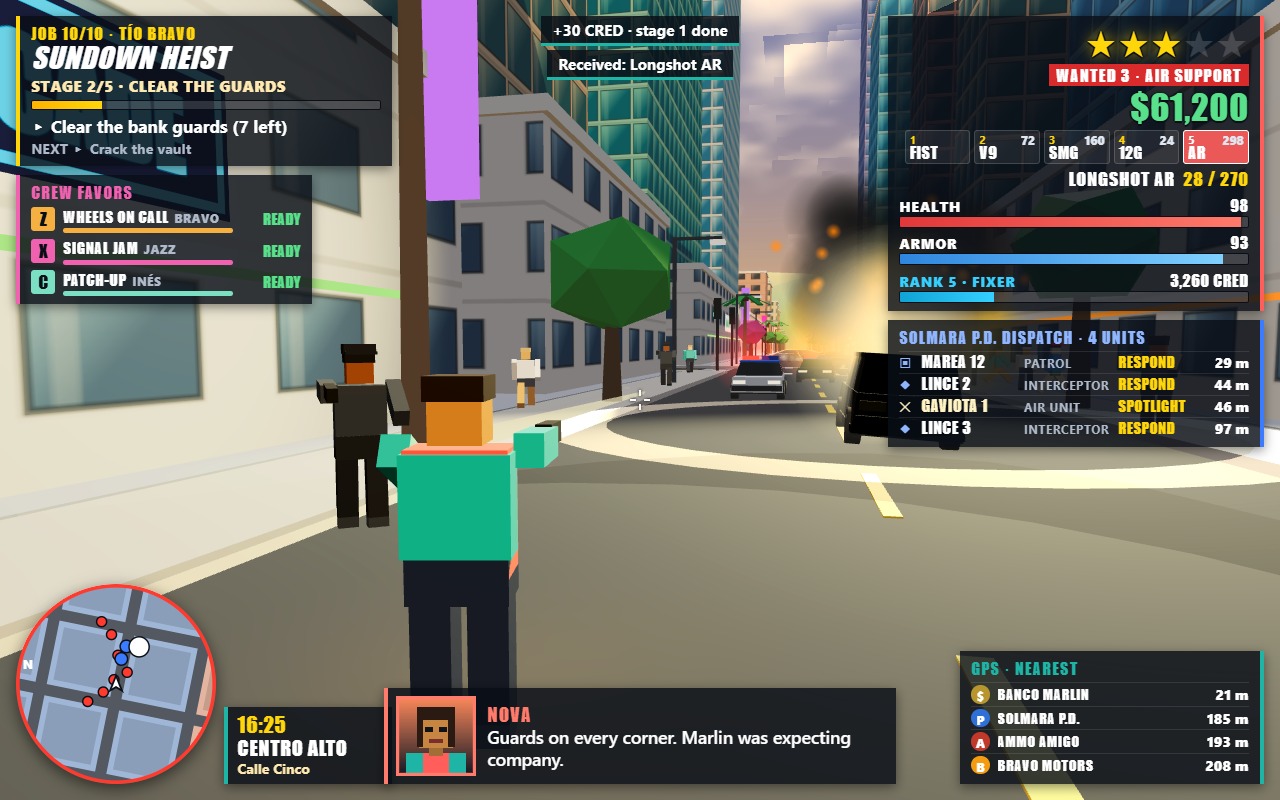 JOB 10/10 · TÍO BRAVO
SUNDOWN HEIST
STAGE 2/5 · CLEAR THE GUARDS
▸ Clear the bank guards (7 left)
NEXT ▸ Crack the vault
CREW FAVORS
Z WHEELS ON CALL BRAVO READY
X SIGNAL JAM JAZZ READY
C PATCH-UP INÉS READY
+30 CRED · stage 1 done
Received: Longshot AR
WANTED 3 · AIR SUPPORT
$61,200
1 FIST
2 72 V9
3 160 SMG
4 24 12G
5 298 AR
LONGSHOT AR 28 / 270
HEALTH 98
ARMOR 93
RANK 5 · FIXER 3,260 CRED
SOLMARA P.D. DISPATCH · 4 UNITS
MAREA 12 PATROL RESPOND 29 m
LINCE 2 INTERCEPTOR RESPOND 44 m
GAVIOTA 1 AIR UNIT SPOTLIGHT 46 m
LINCE 3 INTERCEPTOR RESPOND 97 m
N
16:25
CENTRO ALTO
Calle Cinco
NOVA
Guards on every corner. Marlin was expecting
company.
GPS · NEAREST
$ BANCO MARLIN 21 m
P SOLMARA P.D. 185 m
A AMMO AMIGO 193 m
B BRAVO MOTORS 208 m